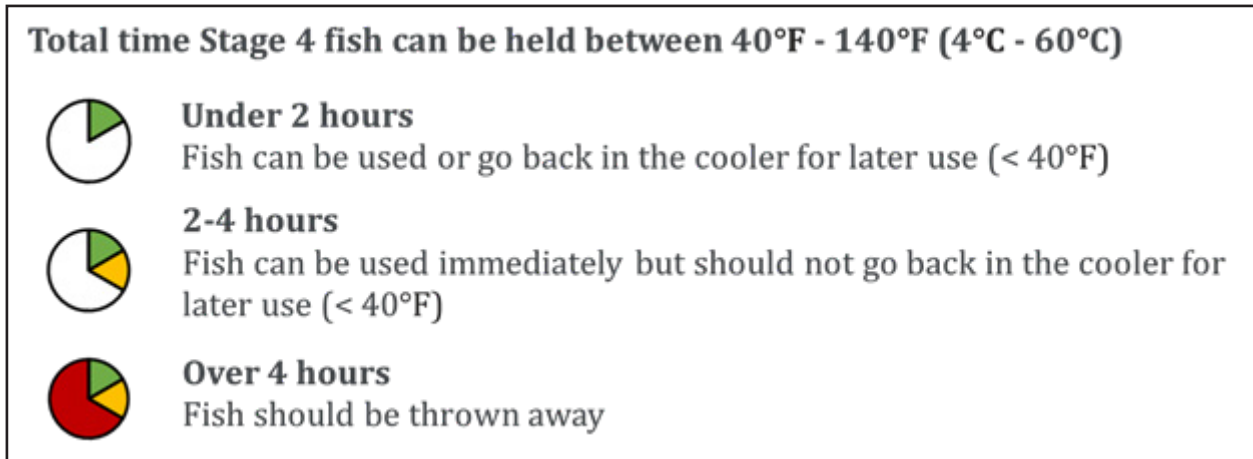 Total time Stage 4 fish can be held between 40°F - 140°F (4°C - 60°C)
Under 2 hours
Fish can be used or go back in the cooler for later use (< 40°F)
2-4 hours
Fish can be used immediately but should not go back in the cooler for
later use (< 40°F)
Over 4 hours
Fish should be thrown away